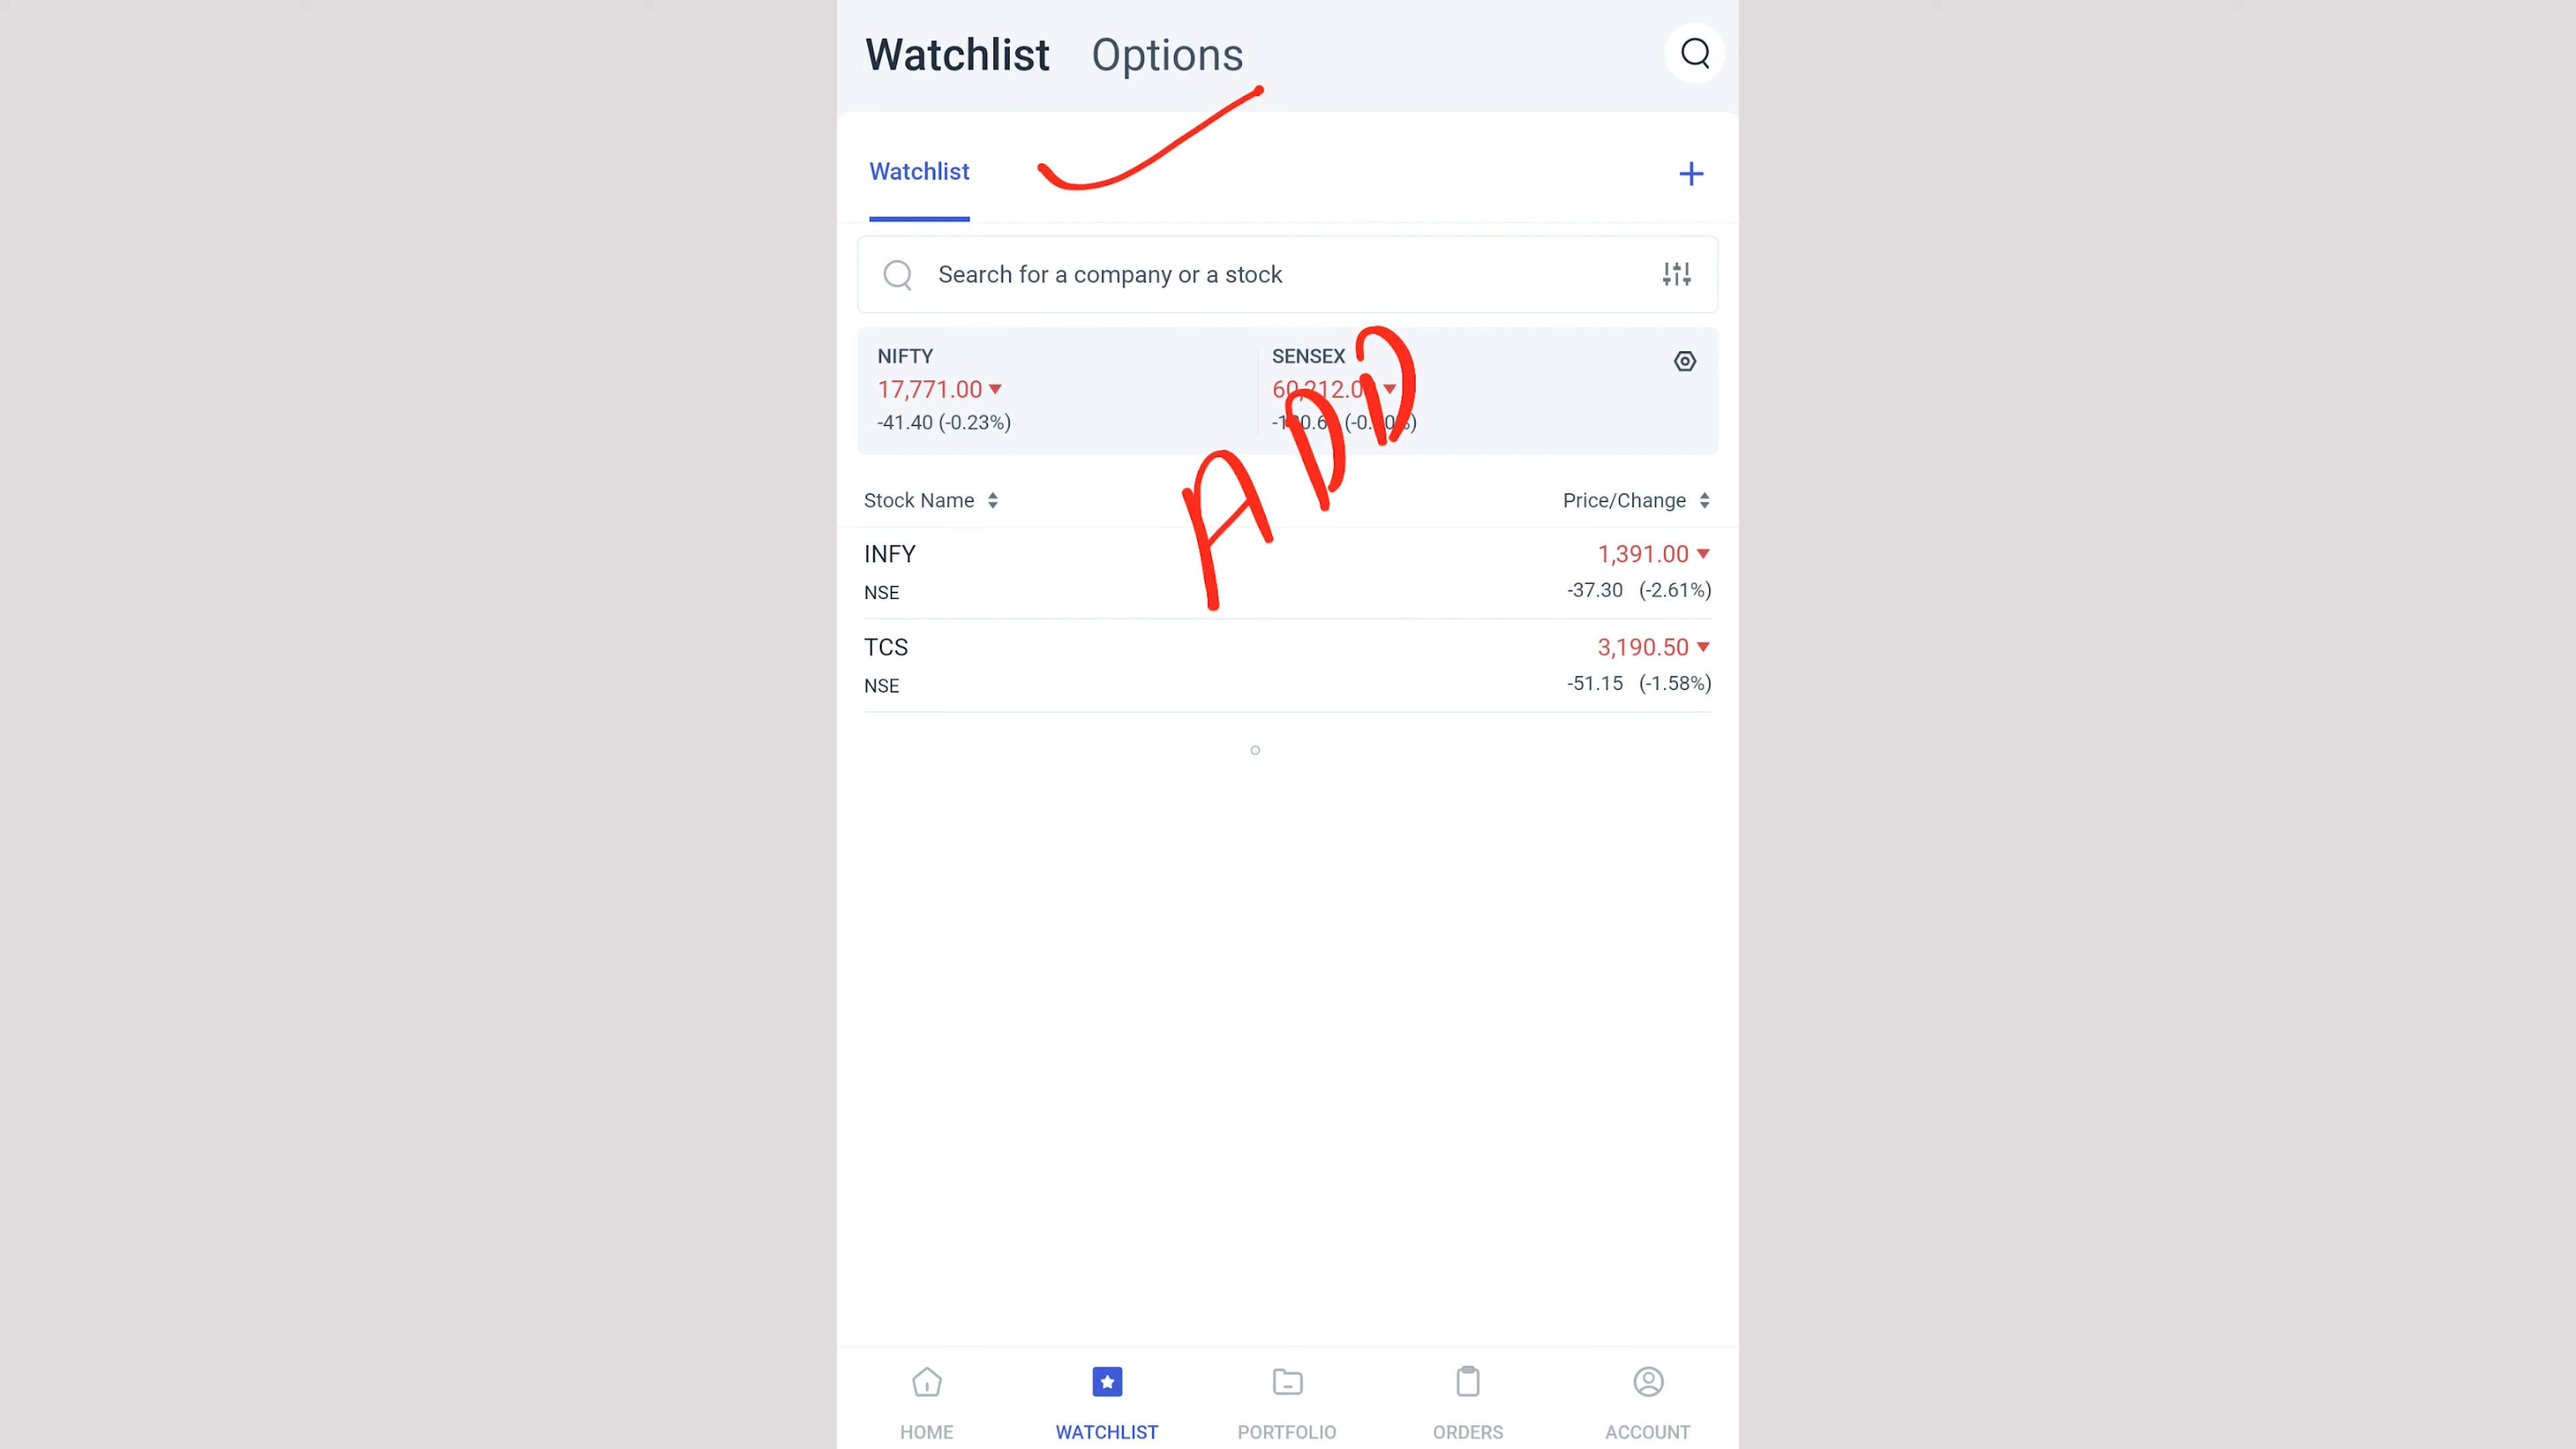 Watchlist Options
Watchlist
Search for a company or a stock
NIFTY
17,771.00
-41.40 (-0.23%)
SENSEX
ADD
Stock Name Price/Change
INFY 1,391.00
NSE -37.30 (-2.61%)
TCS 3,190.50
NSE -51.15 (-1.58%)
HOME WATCHLIST PORTFOLIO ORDERS ACCOUNT